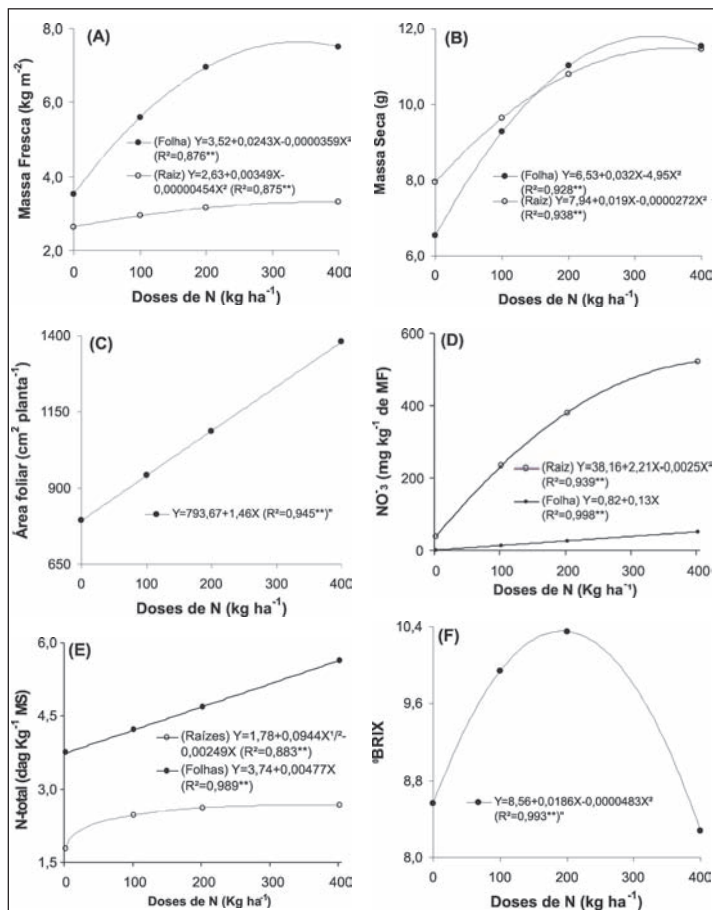 (A)
8,0
6,0
4,0
2,0
Massa Fresca (kg m⁻²)
(Folha) Y=3,52+0,0243X-0,0000359X²
(R²=0,876**)
(Raiz) Y=2,63+0,00349X-
0,00000454X² (R²=0,875**)
0 100 200 300 400
Doses de N (kg ha⁻¹)
(B)
12,0
10,0
8,0
6,0
Massa Seca (g)
(Folha) Y=6,53+0,032X-4,95X²
(R²=0,928**)
(Raiz) Y=7,94+0,019X-0,0000272X²
(R²=0,938**)
0 100 200 300 400
Doses de N (kg ha⁻¹)
(C)
1400
1150
900
650
Área foliar (cm² planta⁻¹)
Y=793,67+1,46X (R²=0,945**)"
0 100 200 300 400
Doses de N (kg ha⁻¹)
(D)
600
400
200
0
NO⁻₃ (mg kg⁻¹ de MF)
(Raiz) Y=38,16+2,21X-0,0025X²
(R²=0,939**)
(Folha) Y=0,82+0,13X
(R²=0,998**)
0 100 200 300 400
Doses de N (Kg ha⁻¹)
(E)
6,0
4,5
3,0
1,5
N-total (dag Kg⁻¹ MS)
(Raízes) Y=1,78+0,0944X¹/²-
0,00249X (R²=0,883**)
(Folhas) Y=3,74+0,00477X
(R²=0,989**)
0 100 200 300 400
Doses de N (Kg ha⁻¹)
(F)
10,4
9,6
8,8
8,0
ºBRIX
Y=8,56+0,0186X-0,0000483X²
(R²=0,993**)"
0 100 200 300 400
Doses de N (kg ha⁻¹)